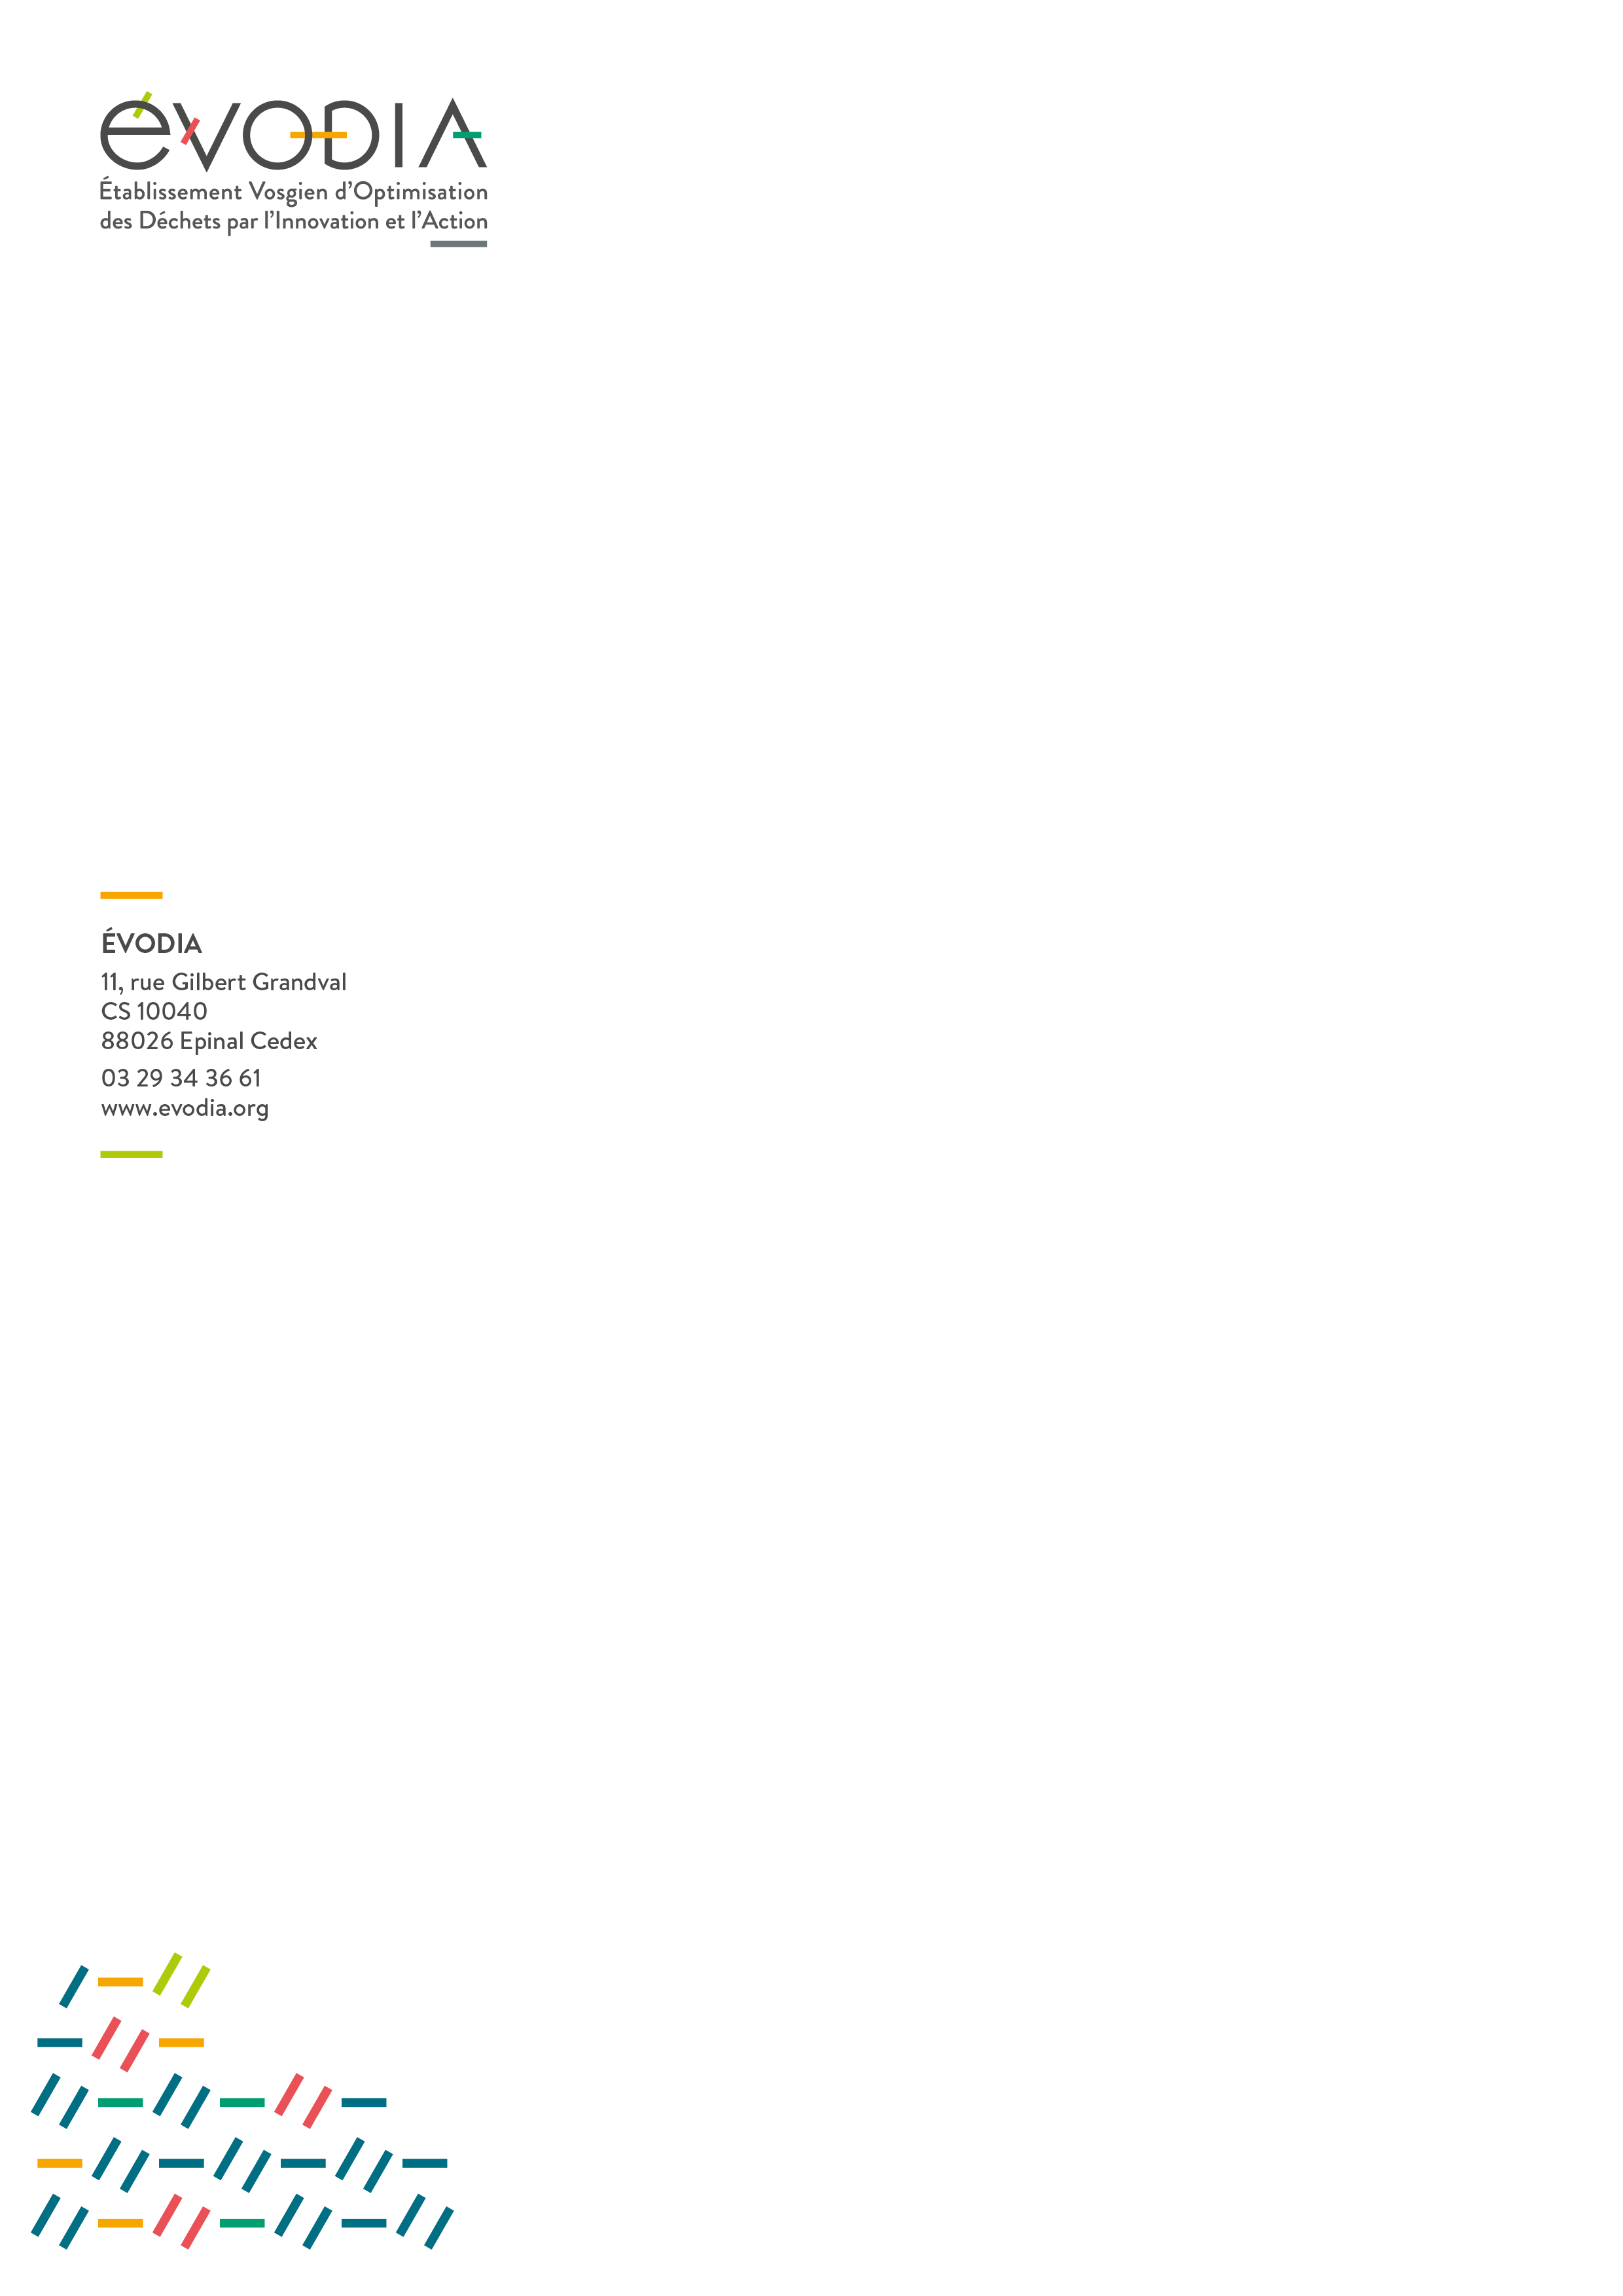 évodia
Établissement Vosgien d’Optimisation
des Déchets par l’Innovation et l’Action
ÉVODIA
11, rue Gilbert Grandval
CS 10040
88026 Epinal Cedex
03 29 34 36 61
www.evodia.org